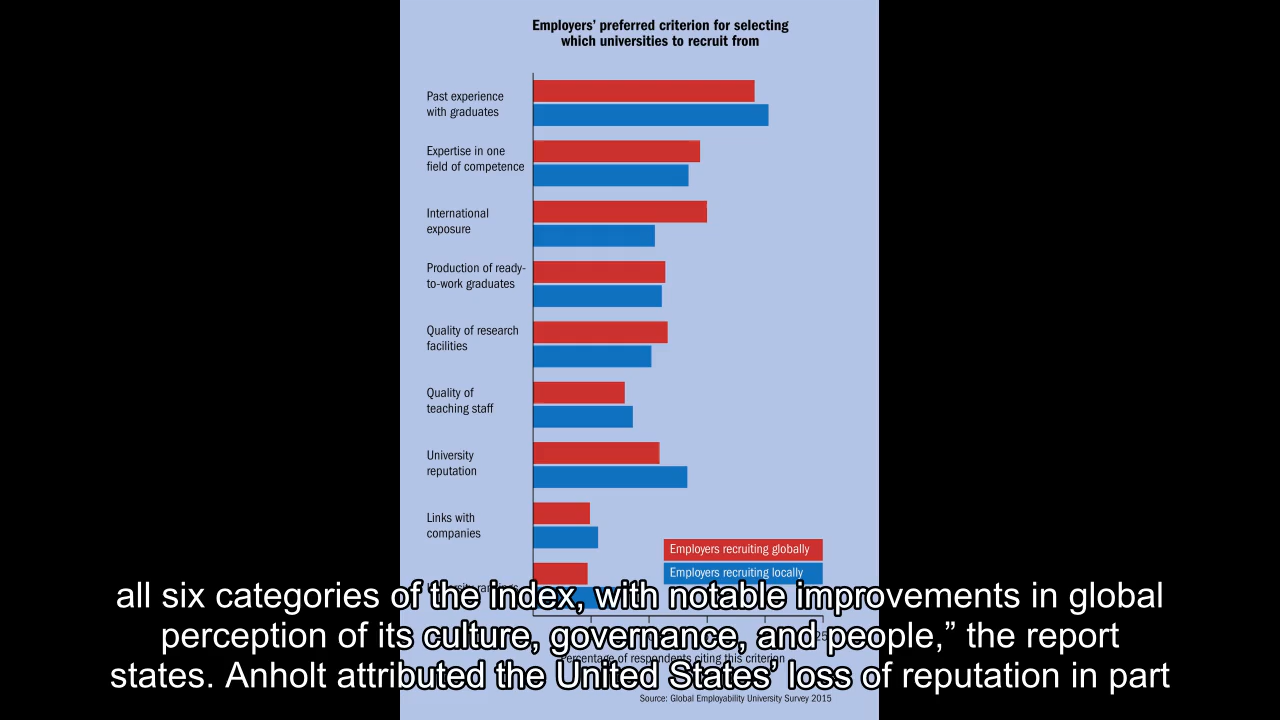 Employers’ preferred criterion for selecting
which universities to recruit from
Past experience
with graduates
Expertise in one
field of competence
International
exposure
Production of ready-
to-work graduates
Quality of research
facilities
Quality of
teaching staff
University
reputation
Links with
companies
Employers recruiting globally
Employers recruiting locally
all six categories of the index, with notable improvements in global
perception of its culture, governance, and people,” the report
states. Anholt attributed the United States’ loss of reputation in part
Percentage of respondents citing this criterion
Source: Global Employability University Survey 2015